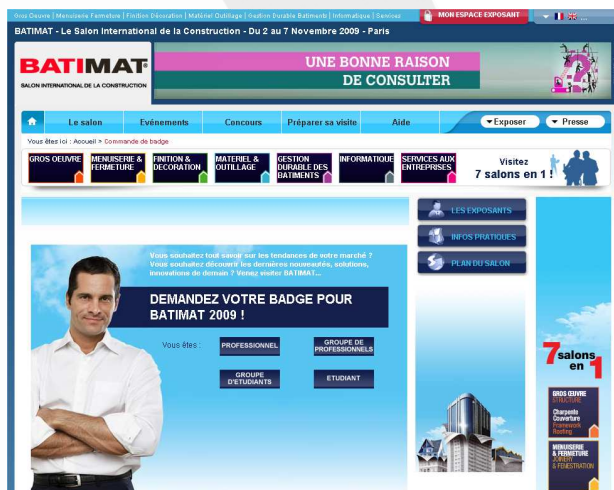 Gros Oeuvre | Menuiserie Fermeture | Finition Décoration | Matériel Outillage | Gestion Durable Batiments | Informatique | Services
MON ESPACE EXPOSANT
BATIMAT - Le Salon International de la Construction - Du 2 au 7 Novembre 2009 - Paris
BATIMAT
SALON INTERNATIONAL DE LA CONSTRUCTION
UNE BONNE RAISON
DE CONSULTER
Le salon Evénements Concours Préparer sa visite Aide Exposer Presse
Vous êtes ici : Accueil > Commande de badge
GROS OEUVRE
MENUISERIE &
FERMETURE
FINITION &
DECORATION
MATERIEL &
OUTILLAGE
GESTION
DURABLE DES
BATIMENTS
INFORMATIQUE
SERVICES AUX
ENTREPRISES
Visitez
7 salons en 1 !
LES EXPOSANTS
INFOS PRATIQUES
PLAN DU SALON
Vous souhaitez tout savoir sur les tendances de votre marché ?
Vous souhaitez découvrir les dernières nouveautés, solutions,
innovations de demain ? Venez visiter BATIMAT...
DEMANDEZ VOTRE BADGE POUR
BATIMAT 2009 !
Vous êtes :
PROFESSIONNEL
GROUPE DE
PROFESSIONNELS
GROUPE
D'ETUDIANTS
ETUDIANT
7 salons
en 1
GROS ŒUVRE
STRUCTURE
Charpente
Couverture
Framework
Roofing
MENUISERIE
& FERMETURE
JOINERY
& FENESTRATION